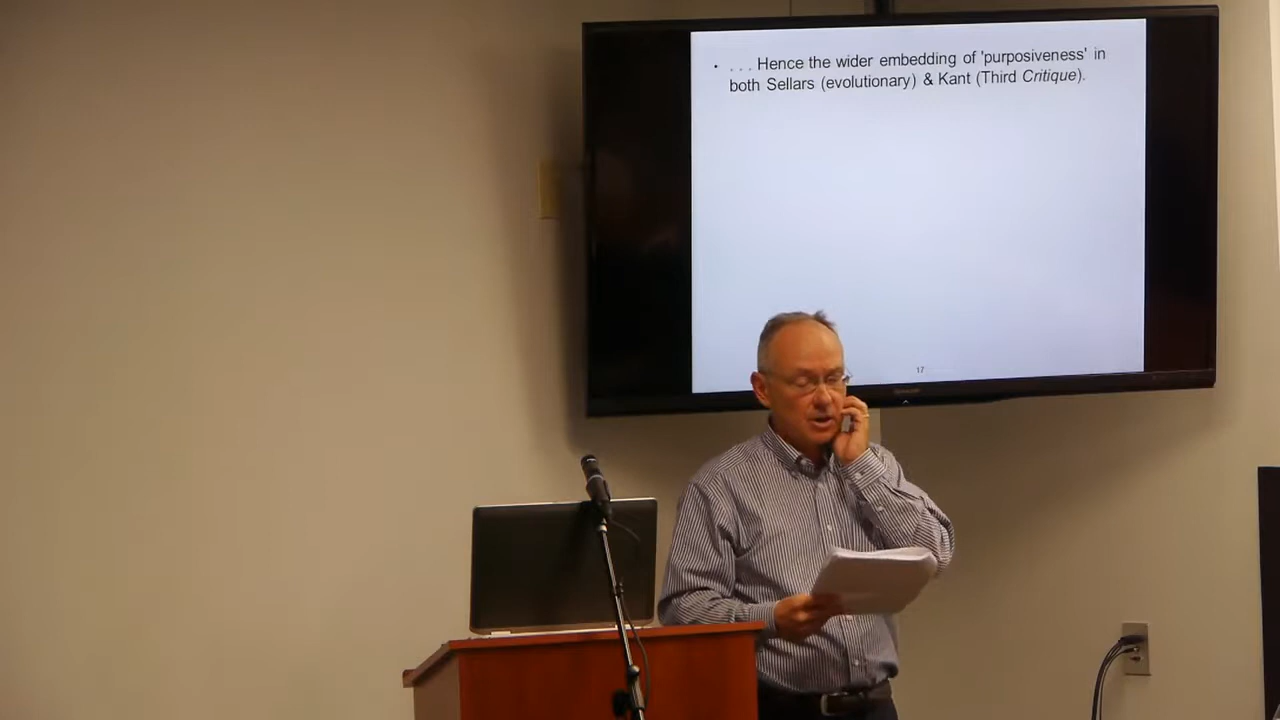 . . . Hence the wider embedding of 'purposiveness' in
both Sellars (evolutionary) & Kant (Third Critique).
17